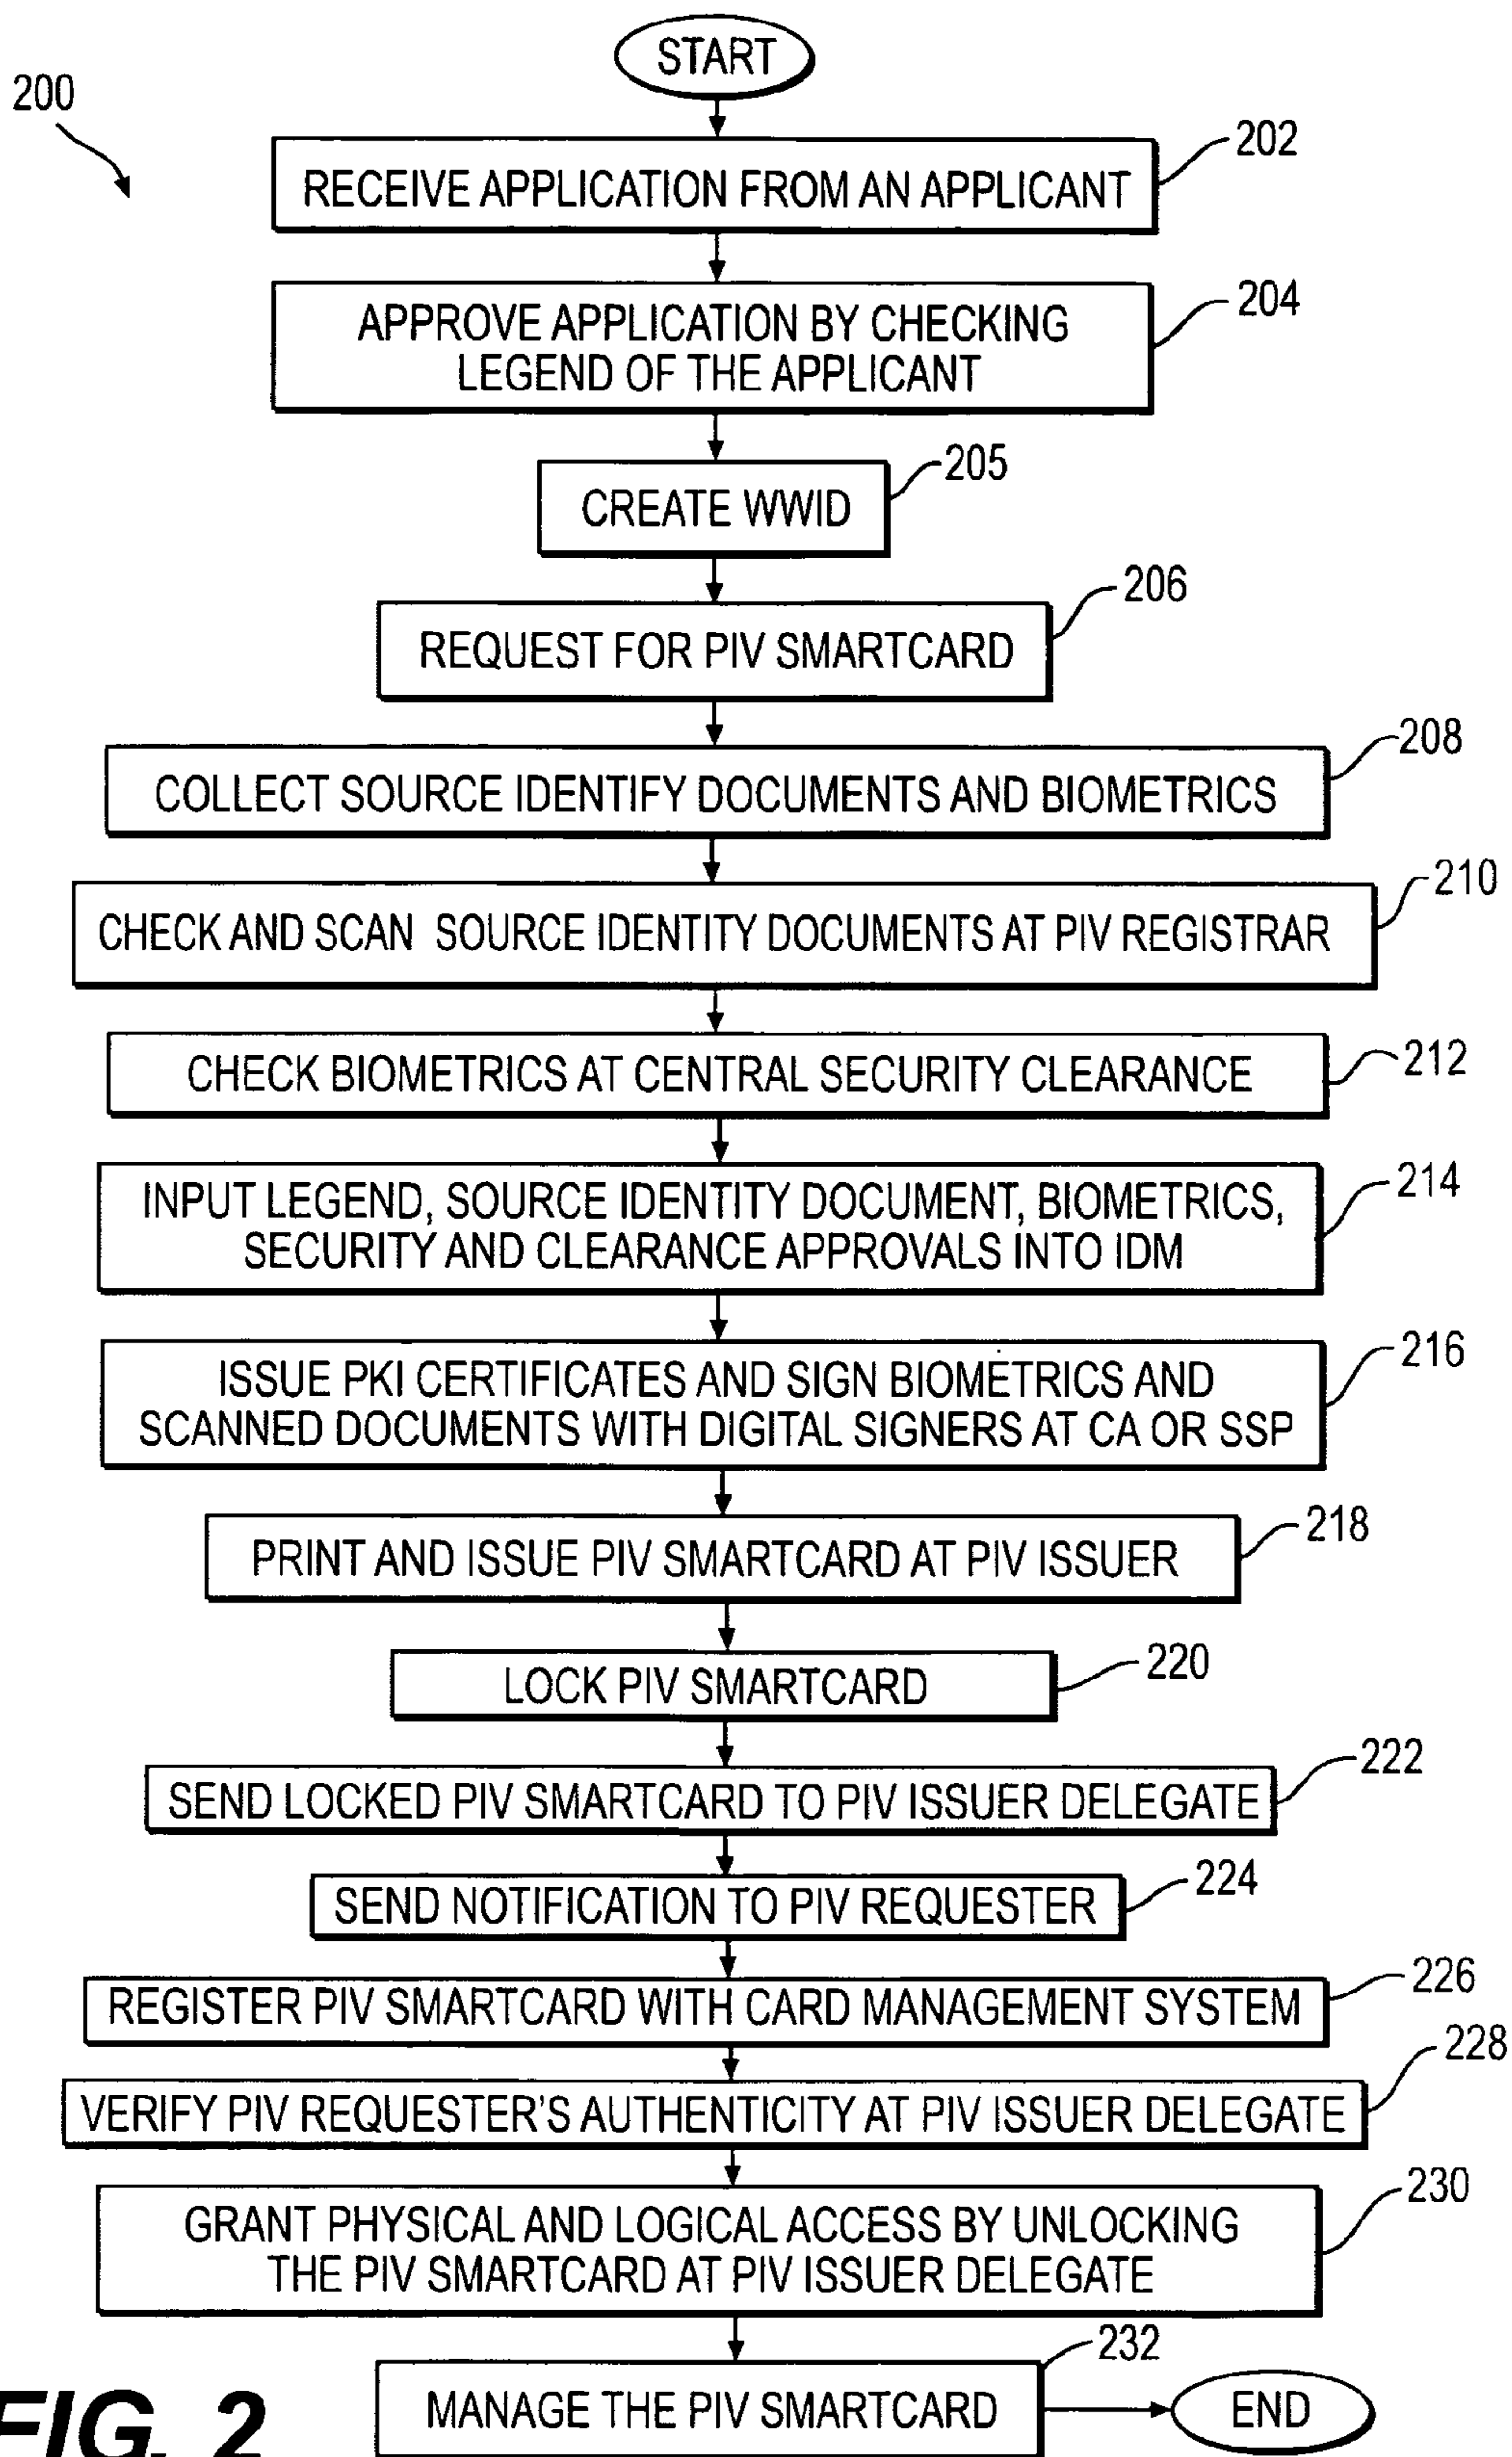 START
200
202
RECEIVE APPLICATION FROM AN APPLICANT
204
APPROVE APPLICATION BY CHECKING
LEGEND OF THE APPLICANT
205
CREATE WWID
206
REQUEST FOR PIV SMARTCARD
208
COLLECT SOURCE IDENTIFY DOCUMENTS AND BIOMETRICS
210
CHECK AND SCAN SOURCE IDENTITY DOCUMENTS AT PIV REGISTRAR
212
CHECK BIOMETRICS AT CENTRAL SECURITY CLEARANCE
214
INPUT LEGEND, SOURCE IDENTITY DOCUMENT, BIOMETRICS,
SECURITY AND CLEARANCE APPROVALS INTO IDM
216
ISSUE PKI CERTIFICATES AND SIGN BIOMETRICS AND
SCANNED DOCUMENTS WITH DIGITAL SIGNERS AT CA OR SSP
218
PRINT AND ISSUE PIV SMARTCARD AT PIV ISSUER
220
LOCK PIV SMARTCARD
222
SEND LOCKED PIV SMARTCARD TO PIV ISSUER DELEGATE
224
SEND NOTIFICATION TO PIV REQUESTER
226
REGISTER PIV SMARTCARD WITH CARD MANAGEMENT SYSTEM
228
VERIFY PIV REQUESTER'S AUTHENTICITY AT PIV ISSUER DELEGATE
230
GRANT PHYSICAL AND LOGICAL ACCESS BY UNLOCKING
THE PIV SMARTCARD AT PIV ISSUER DELEGATE
232
MANAGE THE PIV SMARTCARD
END
FIG. 2